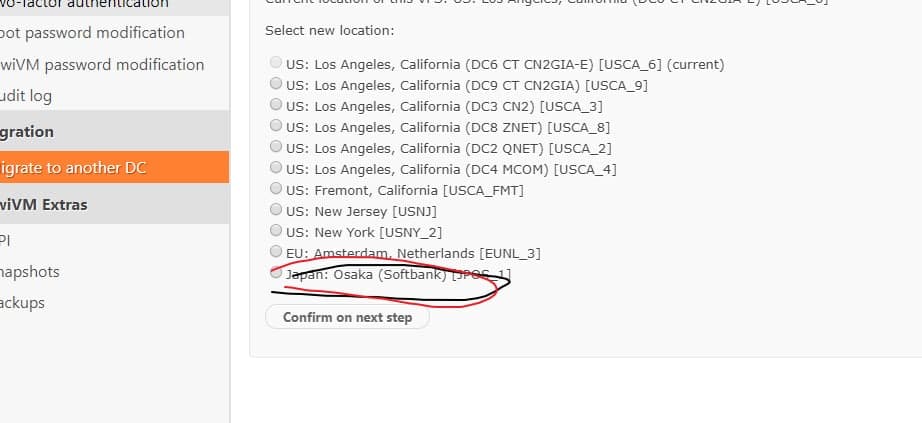 factor authentication
Current location of this VPS: US: Los Angeles, California (DC6 CT CN2GIA-E) [USCA_6]
Select new location:
oot password modification
wiVM password modification
udit log
gration
igrate to another DC
wiVM Extras
PI
napshots
ackups
US: Los Angeles, California (DC6 CT CN2GIA-E) [USCA_6] (current)
US: Los Angeles, California (DC9 CT CN2GIA) [USCA_9]
US: Los Angeles, California (DC3 CN2) [USCA_3]
US: Los Angeles, California (DC8 ZNET) [USCA_8]
US: Los Angeles, California (DC2 QNET) [USCA_2]
US: Los Angeles, California (DC4 MCOM) [USCA_4]
US: Fremont, California [USCA_FMT]
US: New Jersey [USNJ]
US: New York [USNY_2]
EU: Amsterdam, Netherlands [EUNL_3]
Japan: Osaka (Softbank) [JPOS_1]
Confirm on next step